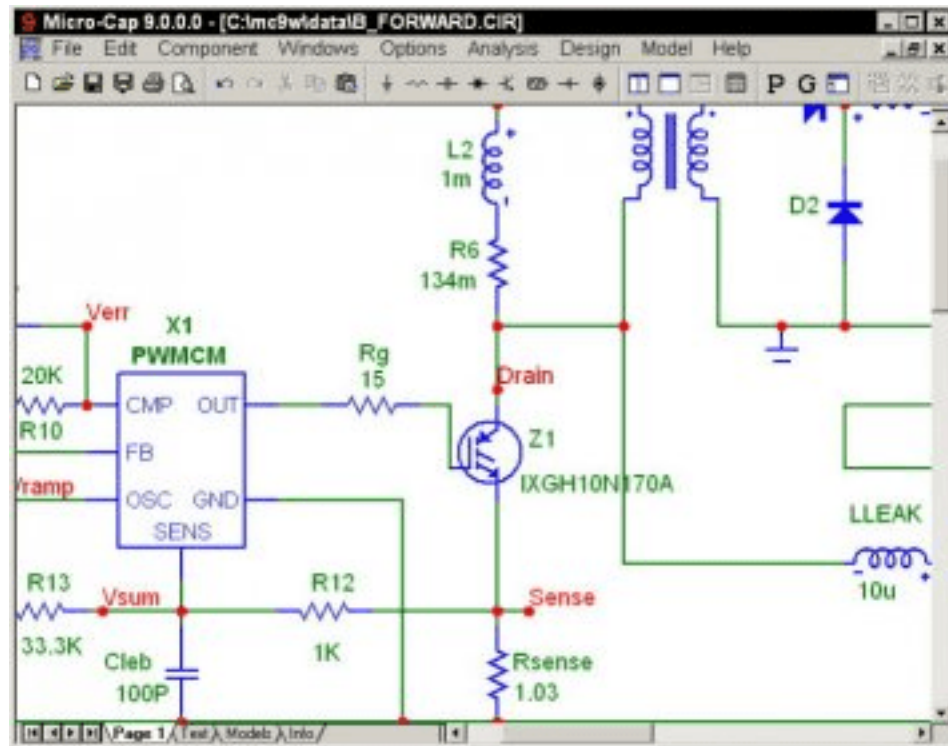 Micro-Cap 9.0.0.0 - [C:\mc9w\data\B_FORWARD.CIR]
File Edit Component Windows Options Analysis Design Model Help
P G
L2
1m
D2
R6
134m
Verr
X1
PWMCM
Rg
15
Drain
20K
CMP OUT
R10
Z1
FB
IXGH10N170A
Vramp
OSC GND
LLEAK
SENS
R13
R12
Vsum
Sense
10u
33.3K
1K
Cleb
Rsense
100P
1.03
Page 1 Text Models Info